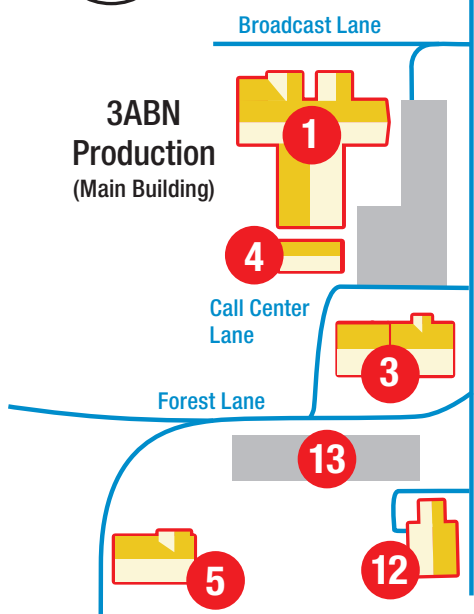 Broadcast Lane
3ABN
Production
(Main Building)
1
4
Call Center
Lane
3
Forest Lane
13
5
12